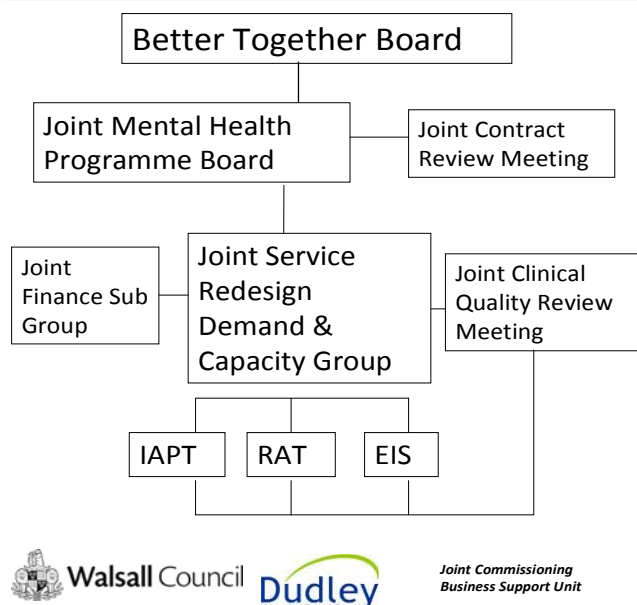 Better Together Board
Joint Mental Health
Programme Board
Joint Contract
Review Meeting
Joint
Finance Sub
Group
Joint Service
Redesign
Demand &
Capacity Group
Joint Clinical
Quality Review
Meeting
IAPT
RAT
EIS
Walsall Council
Dudley
Joint Commissioning
Business Support Unit